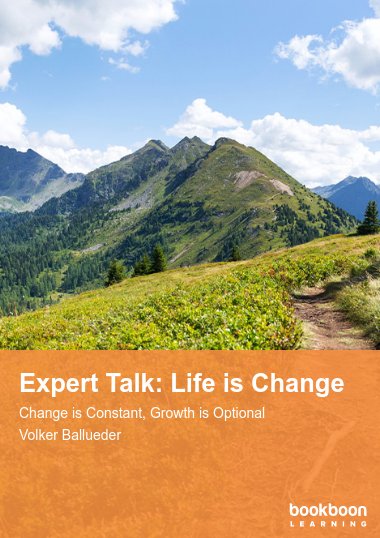 Expert Talk: Life is Change
Change is Constant, Growth is Optional
Volker Ballueder
bookboon
LEARNING